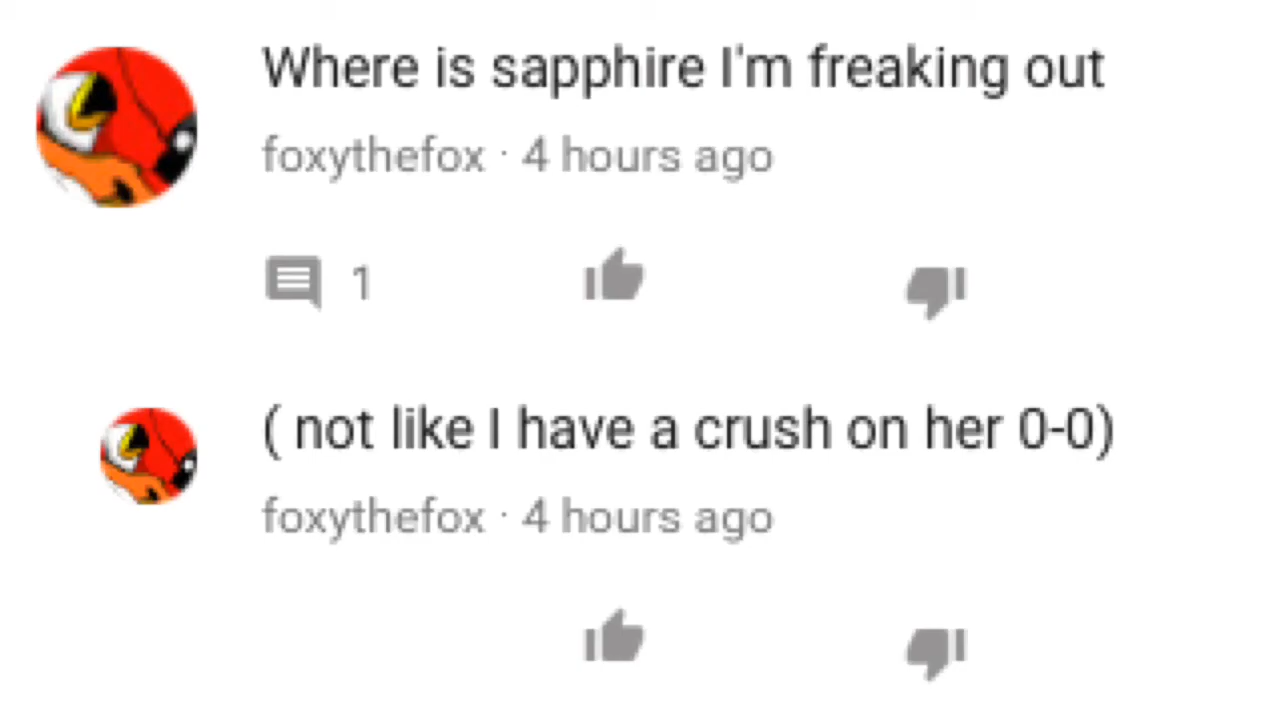 Where is sapphire I'm freaking out
foxythefox · 4 hours ago
1
( not like I have a crush on her 0-0)
foxythefox · 4 hours ago